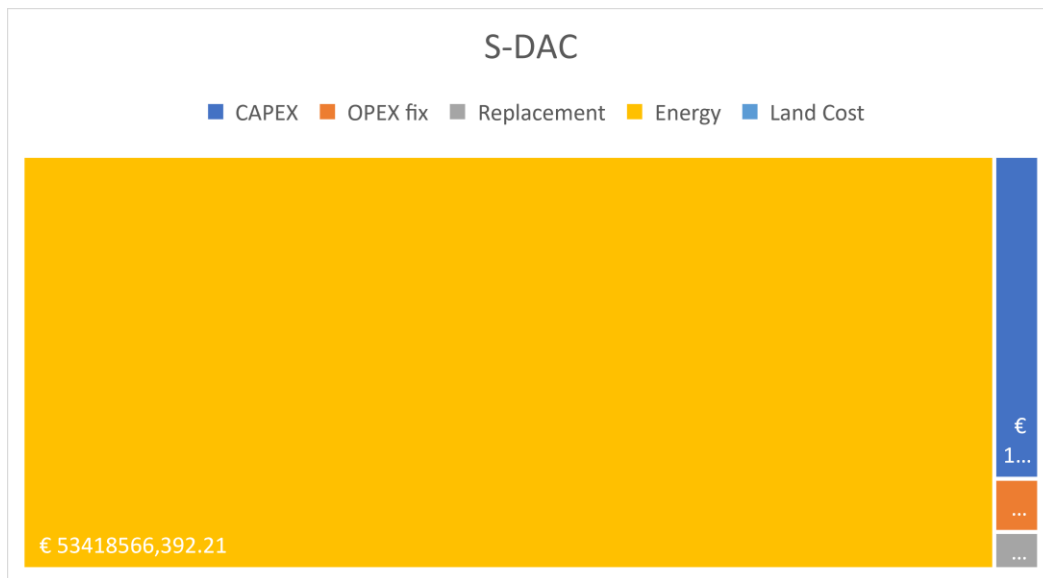 S-DAC
CAPEX OPEX fix Replacement Energy Land Cost
€
1...
...
€ 53418566,392.21
...